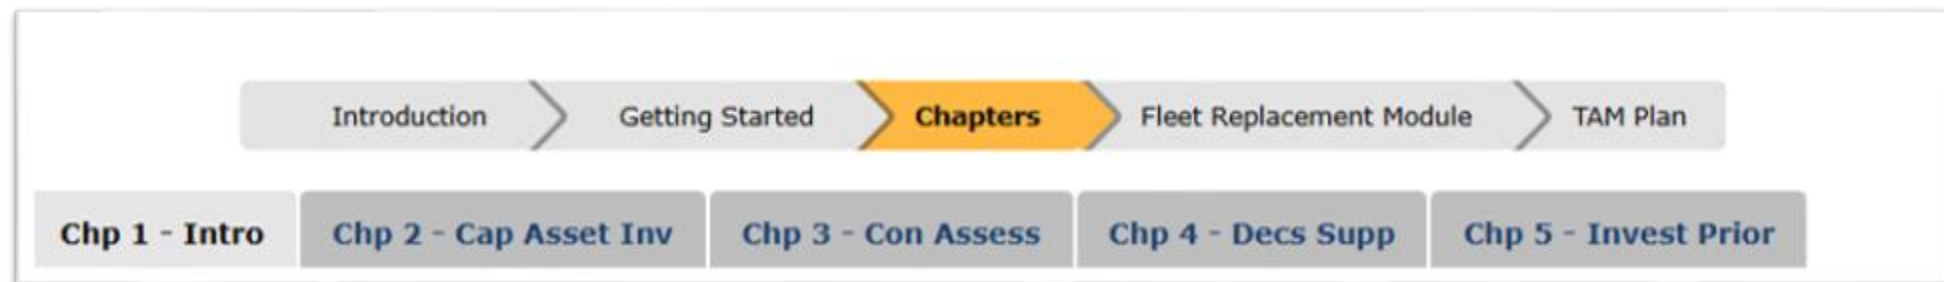 Introduction Getting Started Chapters Fleet Replacement Module TAM Plan
Chp 1 - Intro Chp 2 - Cap Asset Inv Chp 3 - Con Assess Chp 4 - Decs Supp Chp 5 - Invest Prior